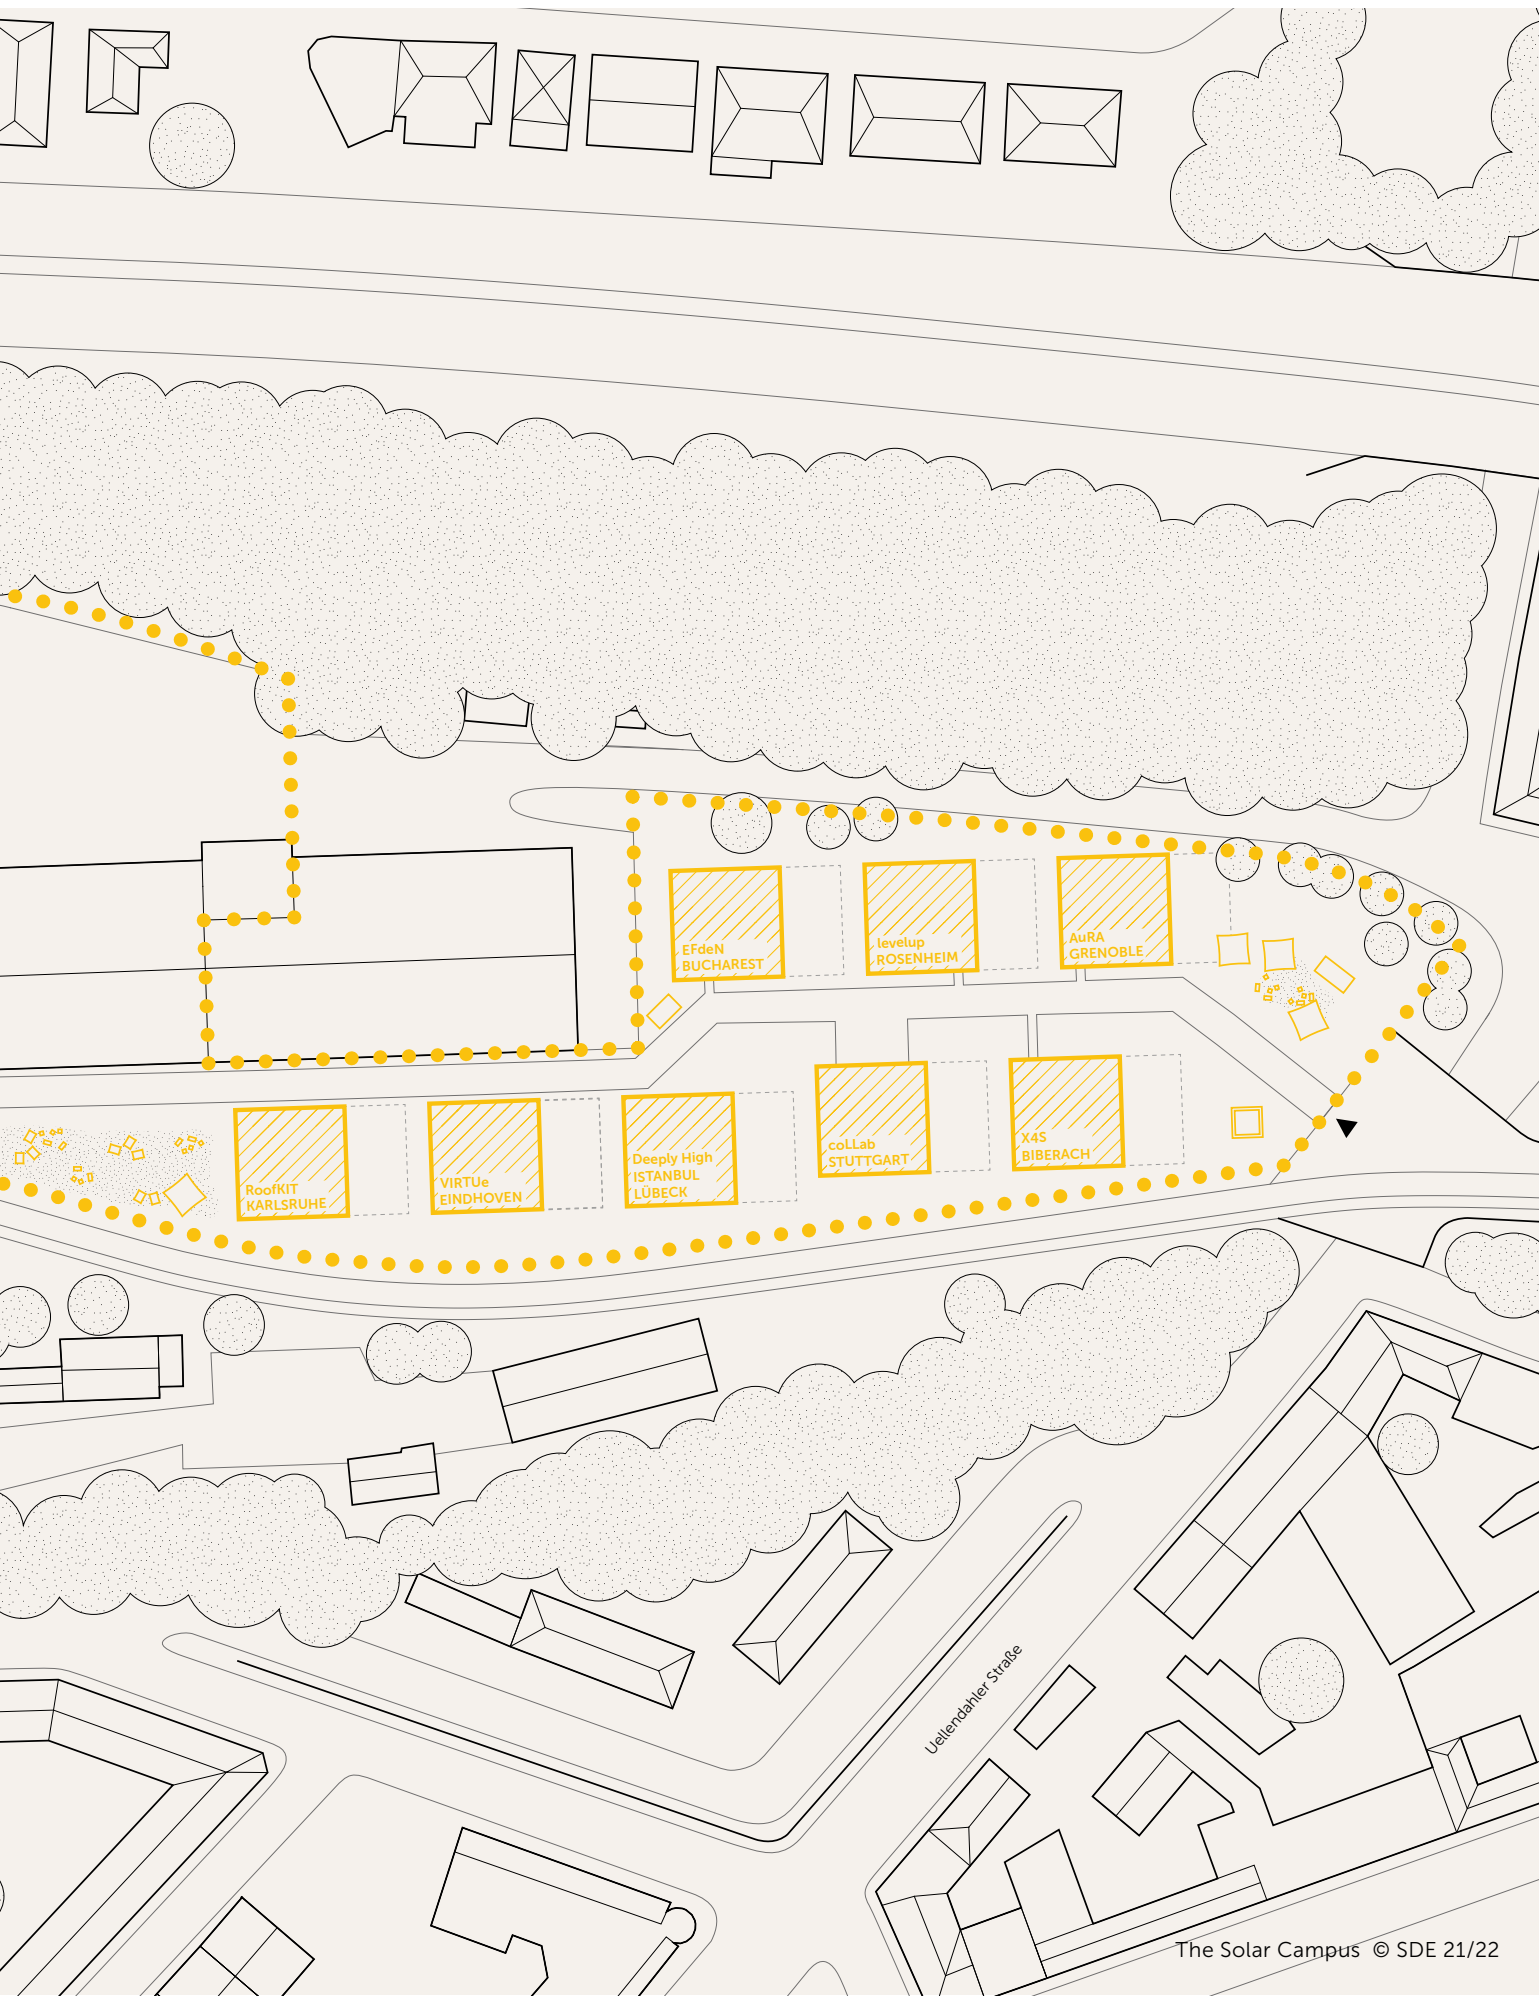 EFdeN
BUCHAREST
levelup
ROSENHEIM
AuRA
GRENOBLE
RoofKIT
KARLSRUHE
VIRTUe
EINDHOVEN
Deeply High
ISTANBUL
LÜBECK
coLLab
STUTTGART
X4S
BIBERACH
Uellendahler Straße
The Solar Campus © SDE 21/22